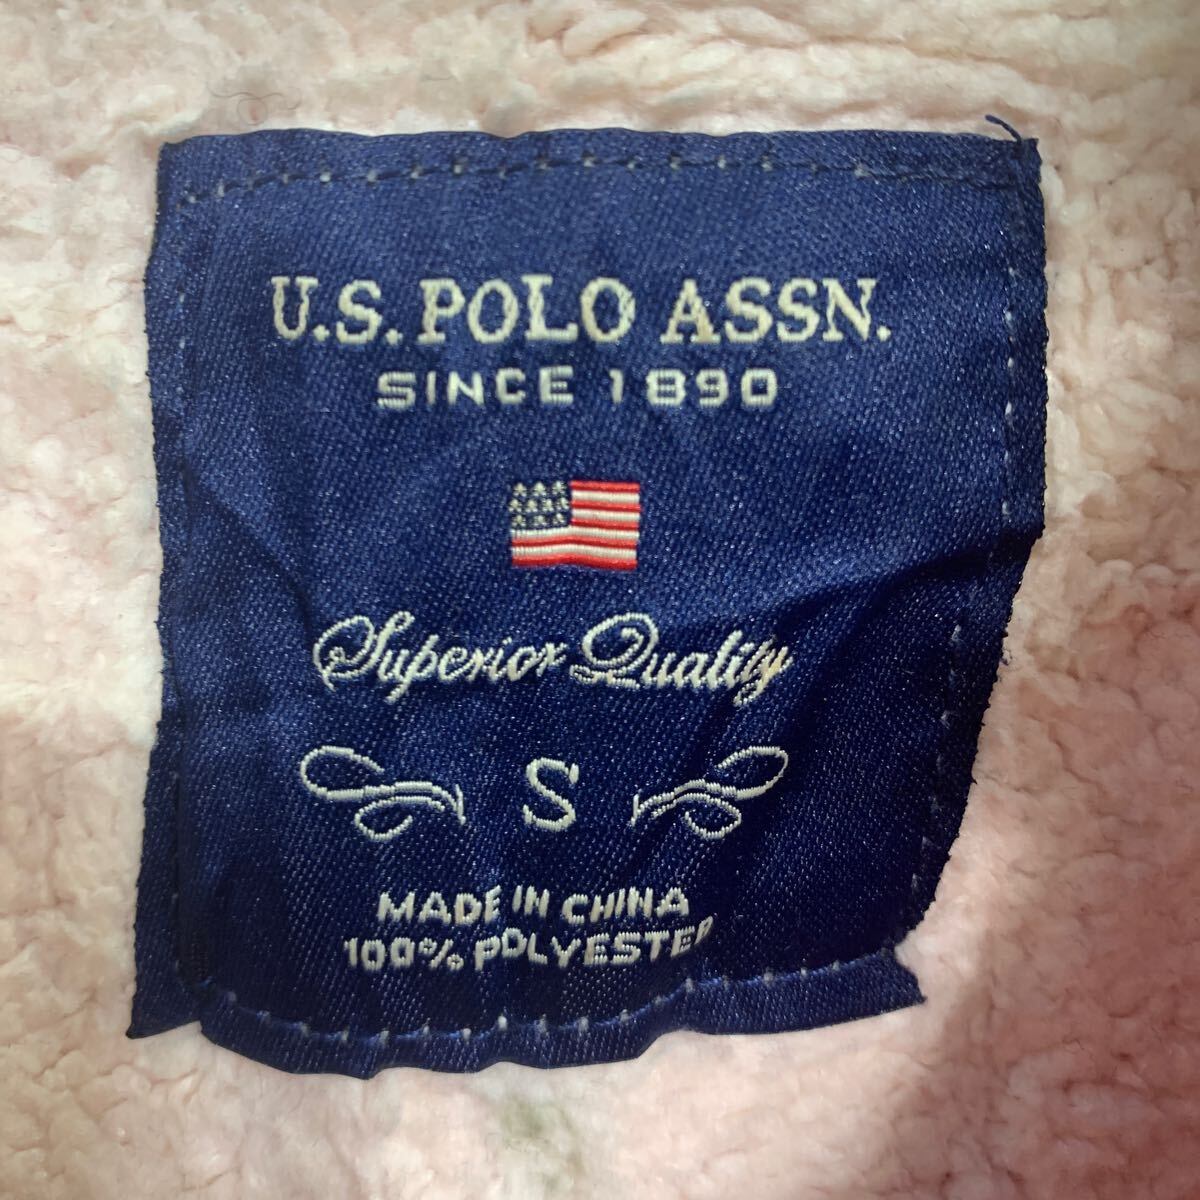 U.S. POLO ASSN.
SINCE 1890
Superior Quality
S
MADE IN CHINA
100% POLYESTER